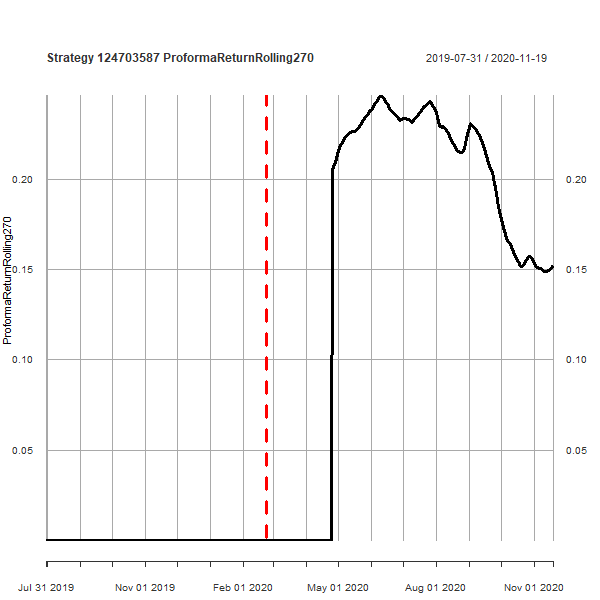 Strategy 124703587 ProformaReturnRolling270
2019-07-31 / 2020-11-19
ProformaReturnRolling270
0.20
0.15
0.10
0.05
0.20
0.15
0.10
0.05
Jul 31 2019
Nov 01 2019
Feb 01 2020
May 01 2020
Aug 01 2020
Nov 01 2020